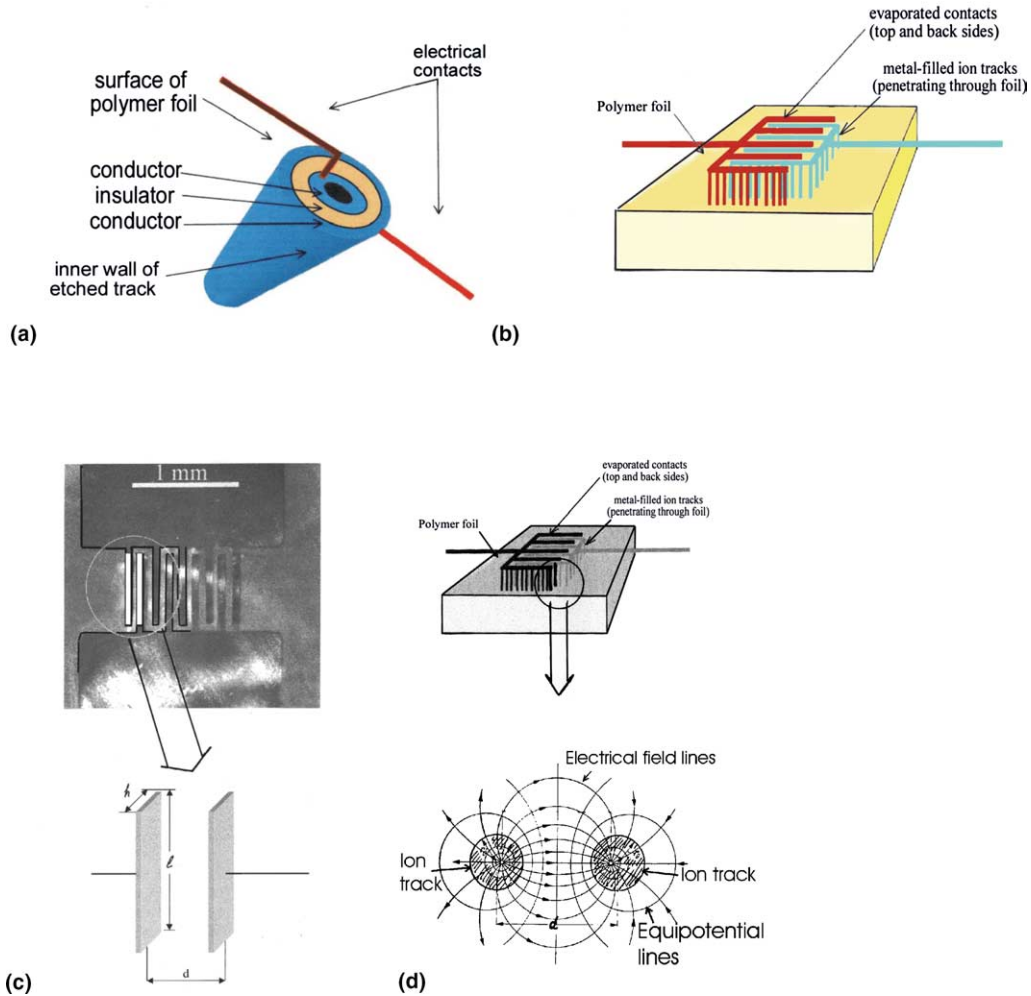 electrical
contacts
surface of
polymer foil
conductor
insulator
conductor
inner wall of
etched track
(a)
evaporated contacts
(top and back sides)
metal-filled ion tracks
(penetrating through foil)
Polymer foil
(b)
1 mm
h
l
d
(c)
evaporated contacts
(top and back sides)
metal-filled ion tracks
(penetrating through foil)
Polymer foil
Electrical field lines
Ion
track
Ion track
d
Equipotential
lines
(d)